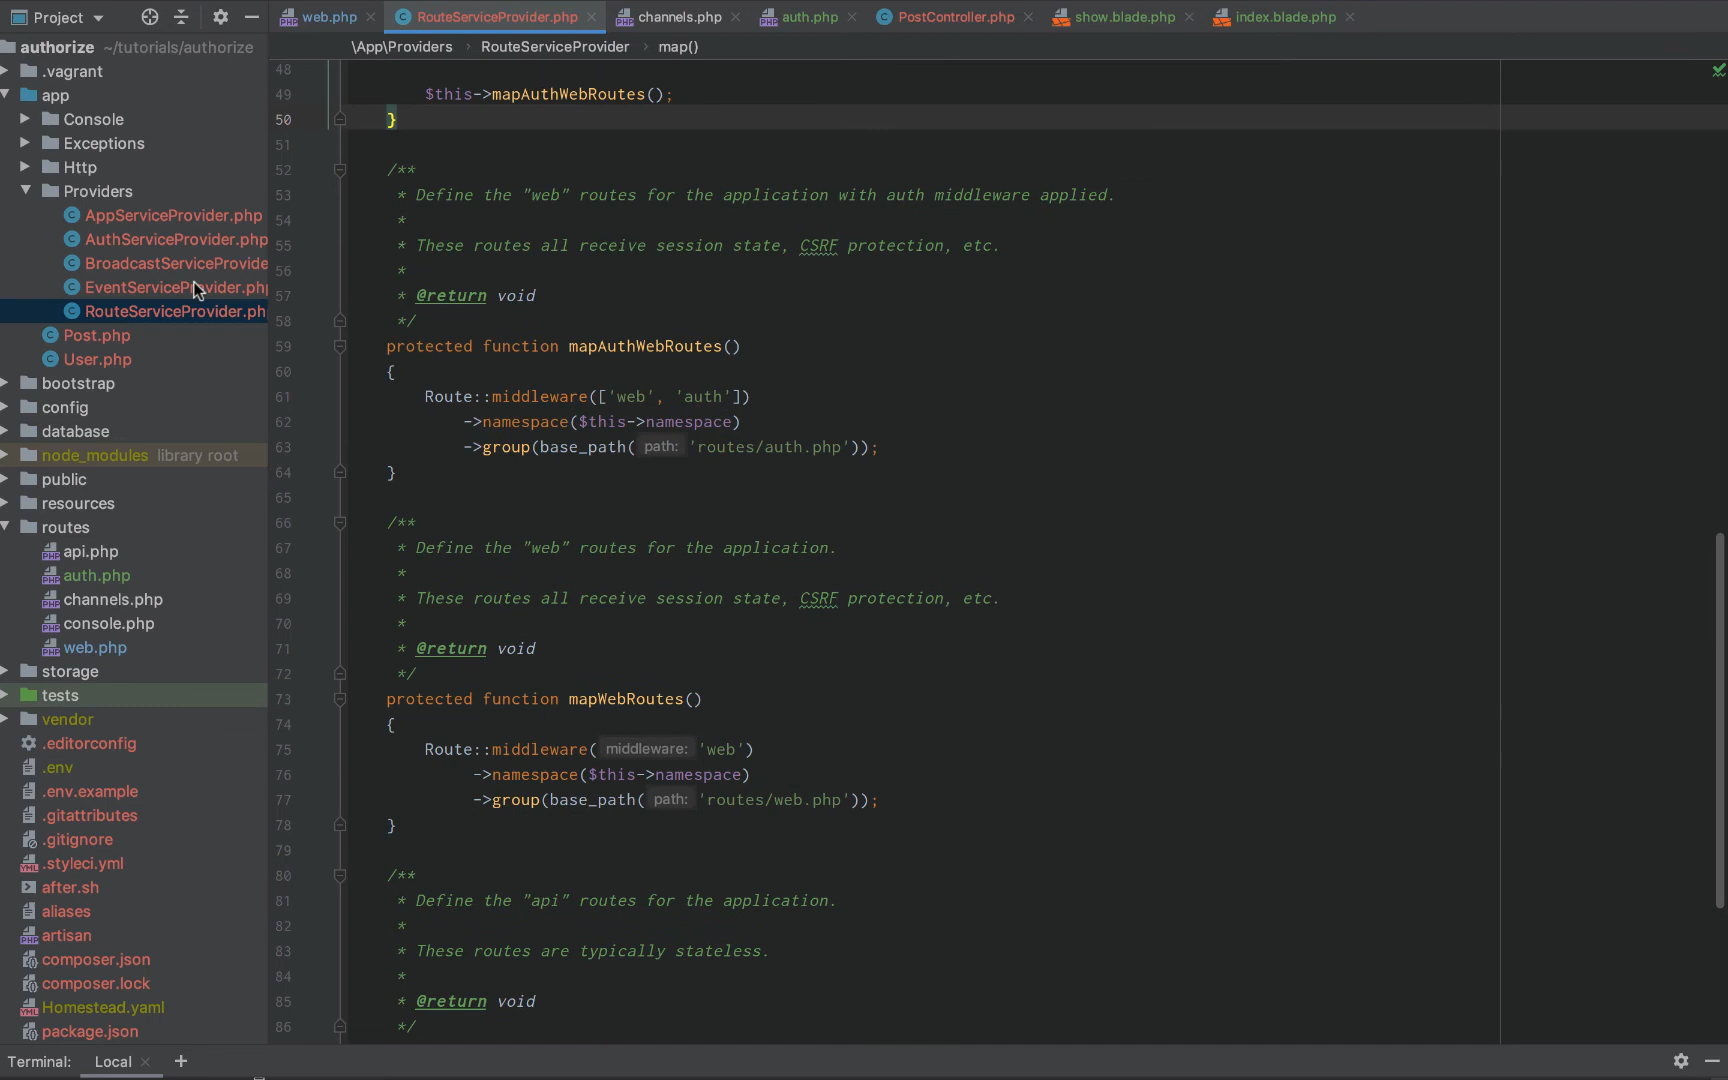 Project
web.php
RouteServiceProvider.php
channels.php
auth.php
PostController.php
show.blade.php
index.blade.php
authorize ~/tutorials/authorize
\App\Providers › RouteServiceProvider › map()
.vagrant
app
Console
Exceptions
Http
Providers
AppServiceProvider.php
AuthServiceProvider.php
BroadcastServiceProvide
EventServiceProvider.php
RouteServiceProvider.ph
Post.php
User.php
bootstrap
config
database
node_modules library root
public
resources
routes
api.php
auth.php
channels.php
console.php
web.php
storage
tests
vendor
.editorconfig
.env
.env.example
.gitattributes
.gitignore
.styleci.yml
after.sh
aliases
artisan
composer.json
composer.lock
Homestead.yaml
package.json
48
49 $this->mapAuthWebRoutes();
50 }
51
52 /**
53 * Define the "web" routes for the application with auth middleware applied.
54 *
55 * These routes all receive session state, CSRF protection, etc.
56 *
57 * @return void
58 */
59 protected function mapAuthWebRoutes()
60 {
61 Route::middleware(['web', 'auth'])
62 ->namespace($this->namespace)
63 ->group(base_path( path: 'routes/auth.php'));
64 }
65
66 /**
67 * Define the "web" routes for the application.
68 *
69 * These routes all receive session state, CSRF protection, etc.
70 *
71 * @return void
72 */
73 protected function mapWebRoutes()
74 {
75 Route::middleware( middleware: 'web')
76 ->namespace($this->namespace)
77 ->group(base_path( path: 'routes/web.php'));
78 }
79
80 /**
81 * Define the "api" routes for the application.
82 *
83 * These routes are typically stateless.
84 *
85 * @return void
86 */
Terminal: Local × +